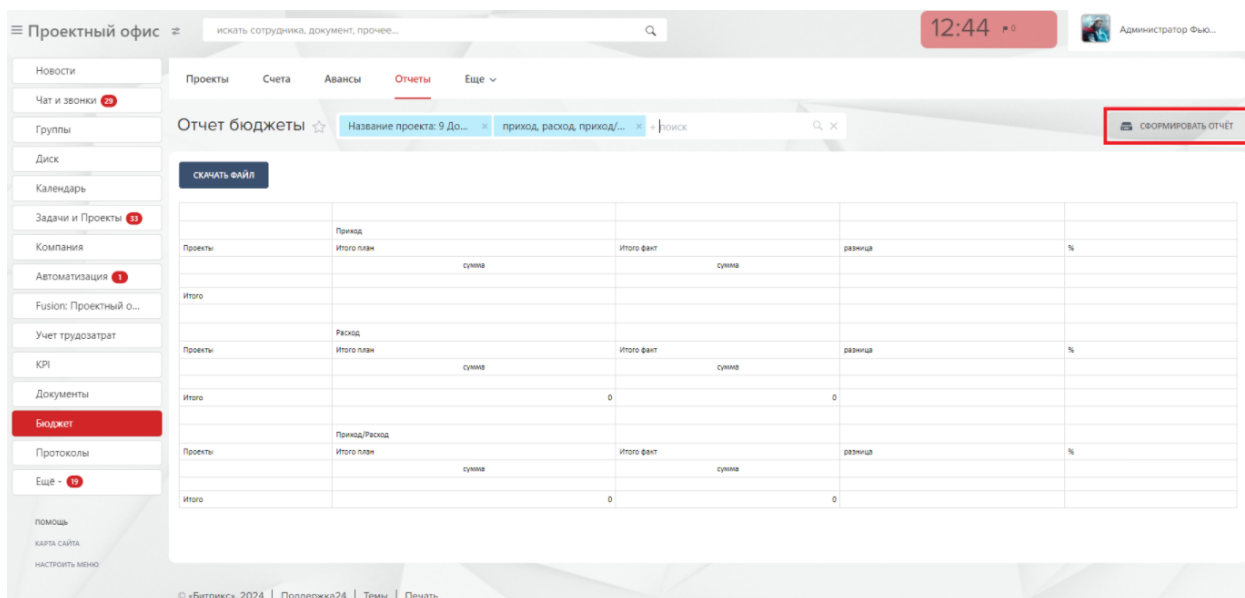 Проектный офис
искать сотрудника, документ, прочее...
12:44 0
Администратор Фью...
Новости
Чат и звонки 29
Группы
Диск
Календарь
Задачи и Проекты 33
Компания
Автоматизация 1
Fusion: Проектный о...
Учет трудозатрат
KPI
Документы
Бюджет
Протоколы
Ещё - 19
ПОМОЩЬ
КАРТА САЙТА
НАСТРОИТЬ МЕНЮ
Проекты Счета Авансы Отчеты Еще
Отчет бюджеты
Название проекта: 9 До... × приход, расход, приход/... × + поиск
СФОРМИРОВАТЬ ОТЧЁТ
СКАЧАТЬ ФАЙЛ
Приход
Проекты Итого план Итого факт разница %
сумма сумма
Итого
Расход
Проекты Итого план Итого факт разница %
сумма сумма
Итого 0 0
Приход/Расход
Проекты Итого план Итого факт разница %
сумма сумма
Итого 0 0
© «Битрикс», 2024 | Поддержка24 | Темы | Печать